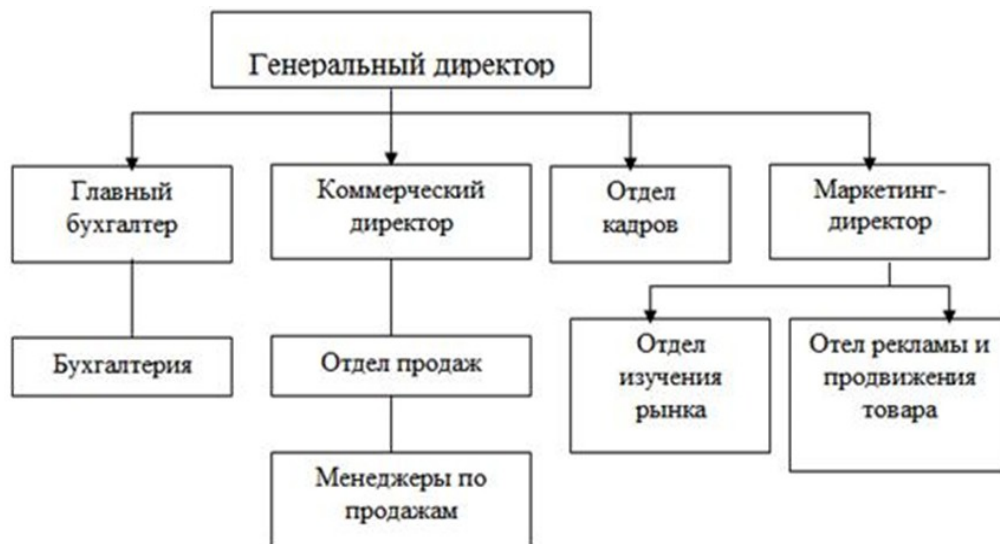 Генеральный директор
Главный
бухгалтер
Коммерческий
директор
Отдел
кадров
Маркетинг-
директор
Бухгалтерия
Отдел продаж
Отдел
изучения
рынка
Отел рекламы и
продвижения
товара
Менеджеры по
продажам